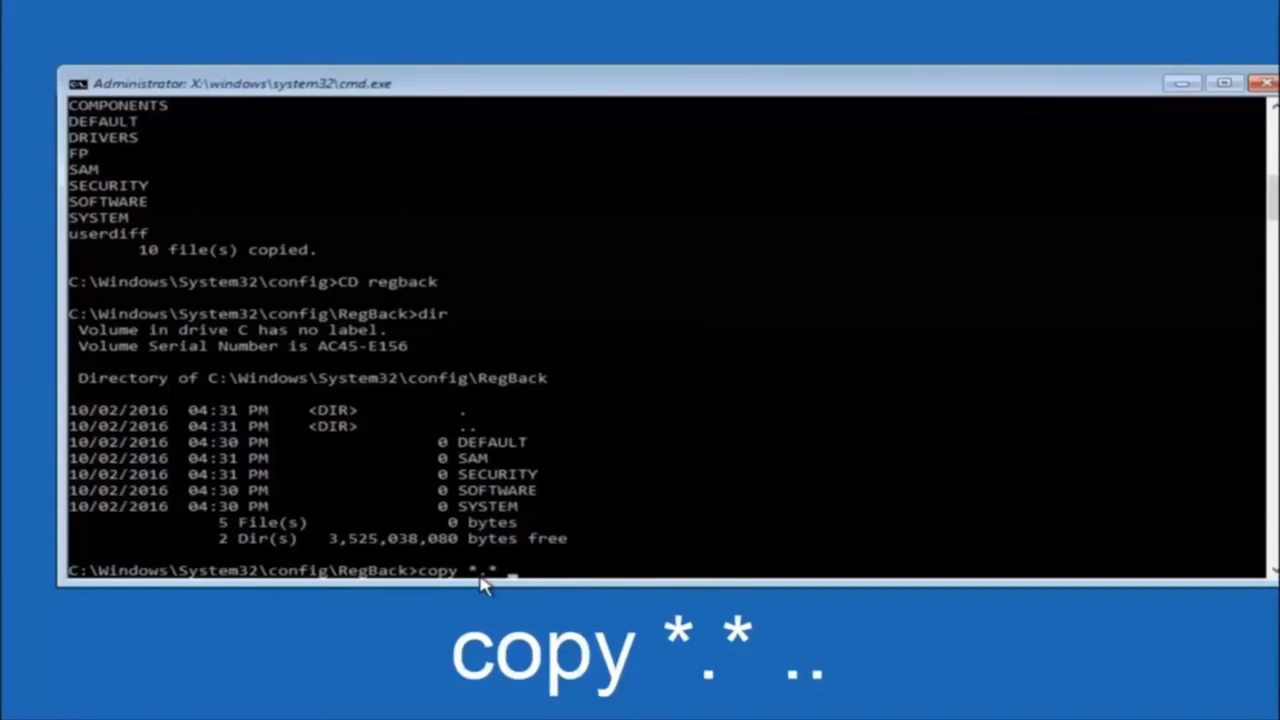 Administrator: X:\windows\system32\cmd.exe
COMPONENTS
DEFAULT
DRIVERS
FP
SAM
SECURITY
SOFTWARE
SYSTEM
userdiff
       10 file(s) copied.
C:\Windows\System32\config>CD regback
C:\Windows\System32\config\RegBack>dir
 Volume in drive C has no label.
 Volume Serial Number is AC45-E156
 Directory of C:\Windows\System32\config\RegBack
10/02/2016  04:31 PM    <DIR>          .
10/02/2016  04:31 PM    <DIR>          ..
10/02/2016  04:30 PM                 0 DEFAULT
10/02/2016  04:31 PM                 0 SAM
10/02/2016  04:31 PM                 0 SECURITY
10/02/2016  04:30 PM                 0 SOFTWARE
10/02/2016  04:30 PM                 0 SYSTEM
               5 File(s)              0 bytes
               2 Dir(s)   3,525,038,080 bytes free
C:\Windows\System32\config\RegBack>copy *.* _
copy *.* ..